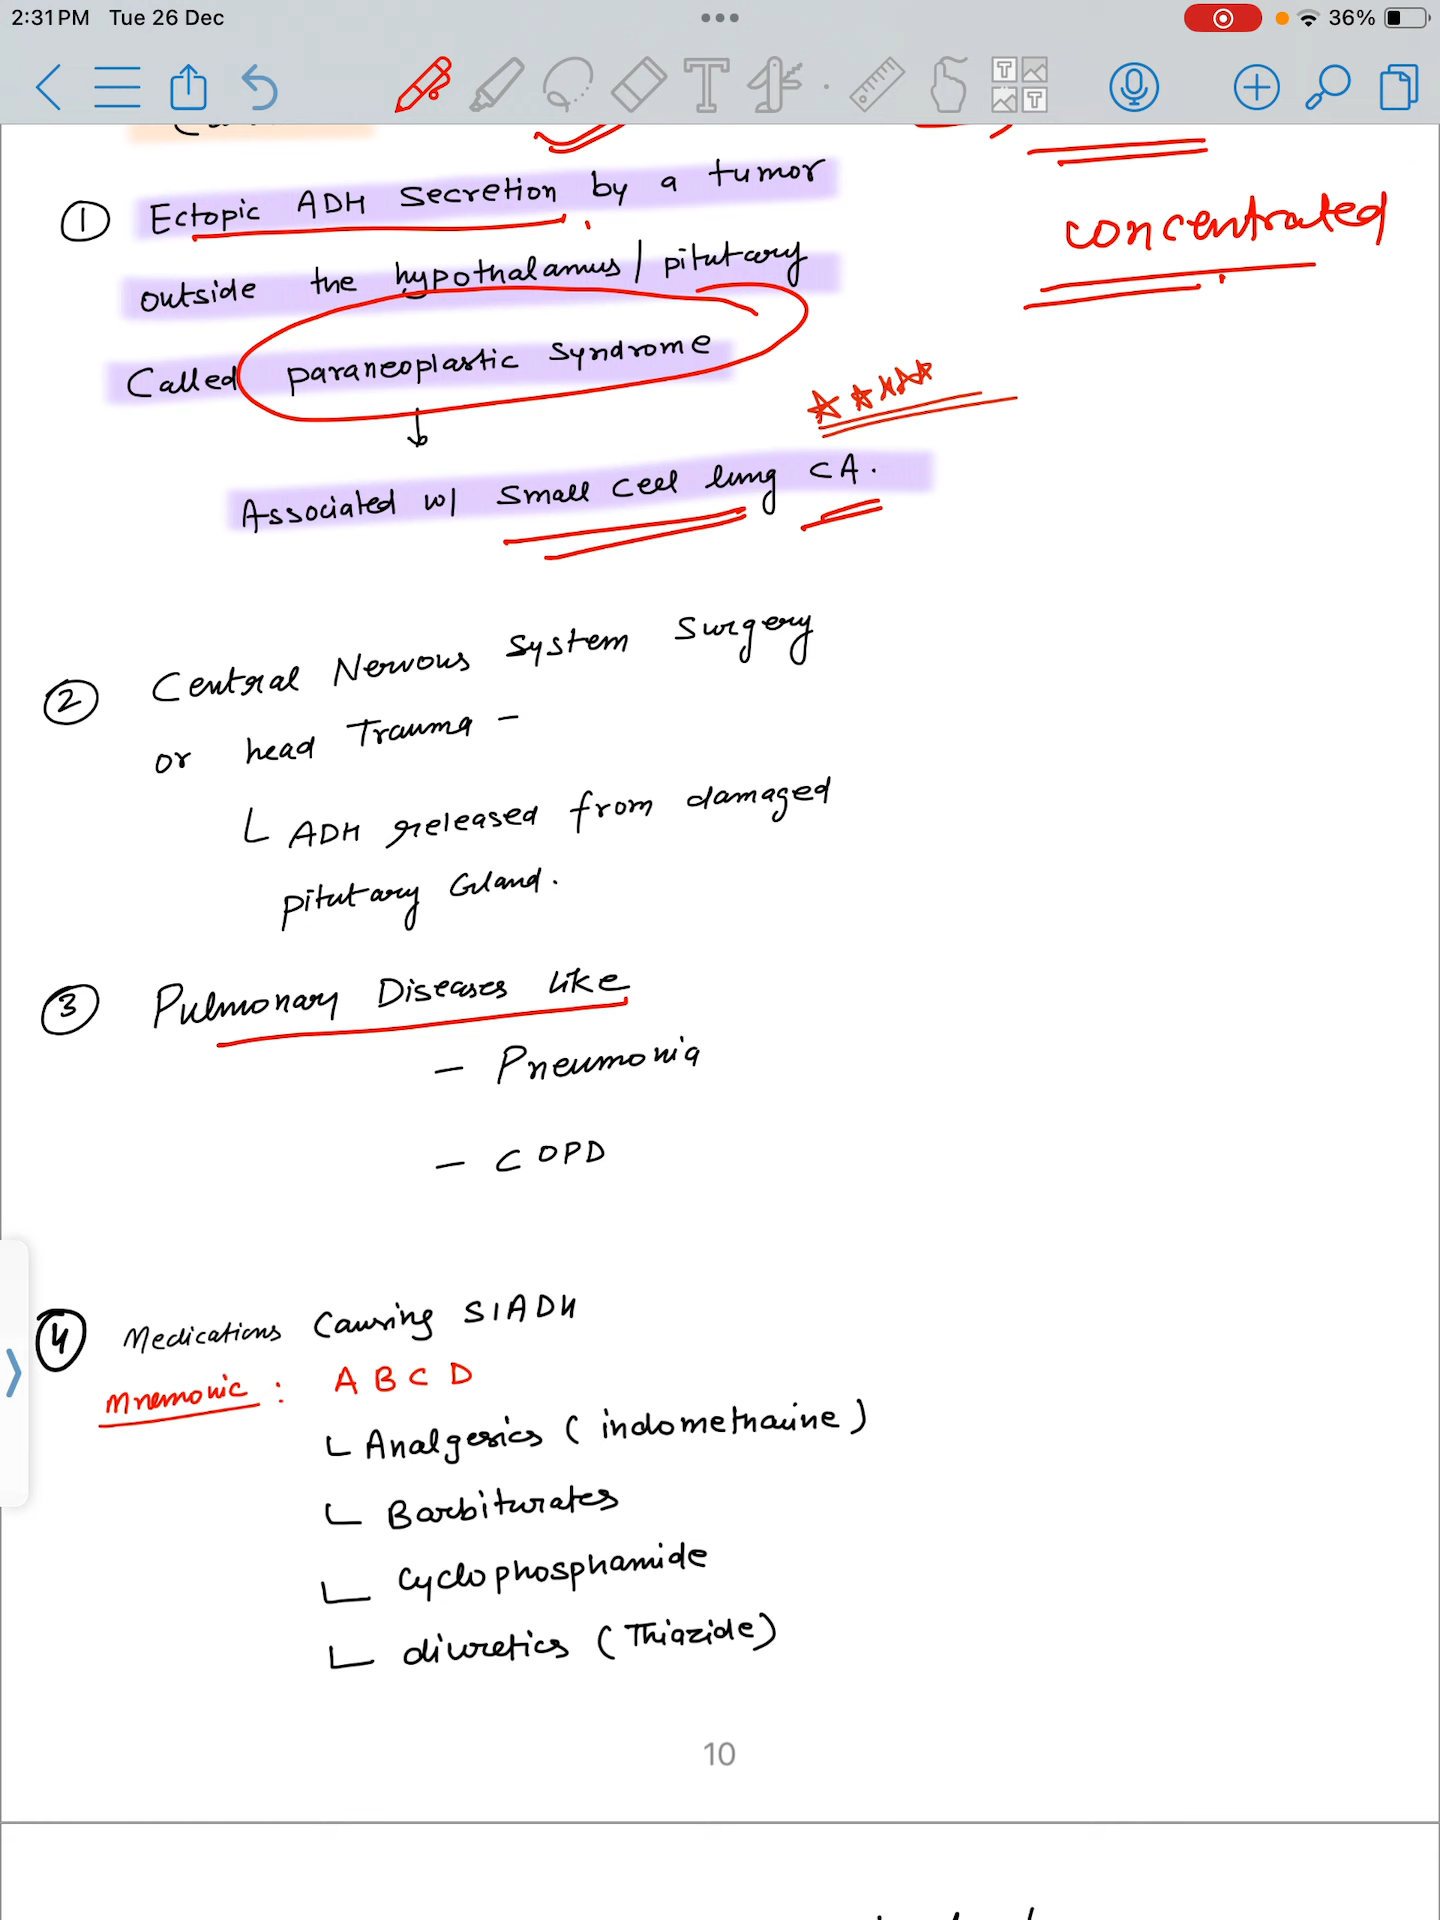 2:31 PM Tue 26 Dec
36%
concentrated
① Ectopic ADH Secretion by a tumor
outside the hypothalamus / pitutary
Called paraneoplastic Syndrome
Associated w/ Small Cell lung CA.
② Central Nervous System Surgery
or head Trauma –
ADH released from damaged
pitutary Gland.
③ Pulmonary Diseases like
– Pneumonia
– COPD
④ Medications Causing SIADH
Mnemonic : A B C D
Analgesics ( indomethacine )
Barbiturates
Cyclophosphamide
diuretics ( Thiazide )
10